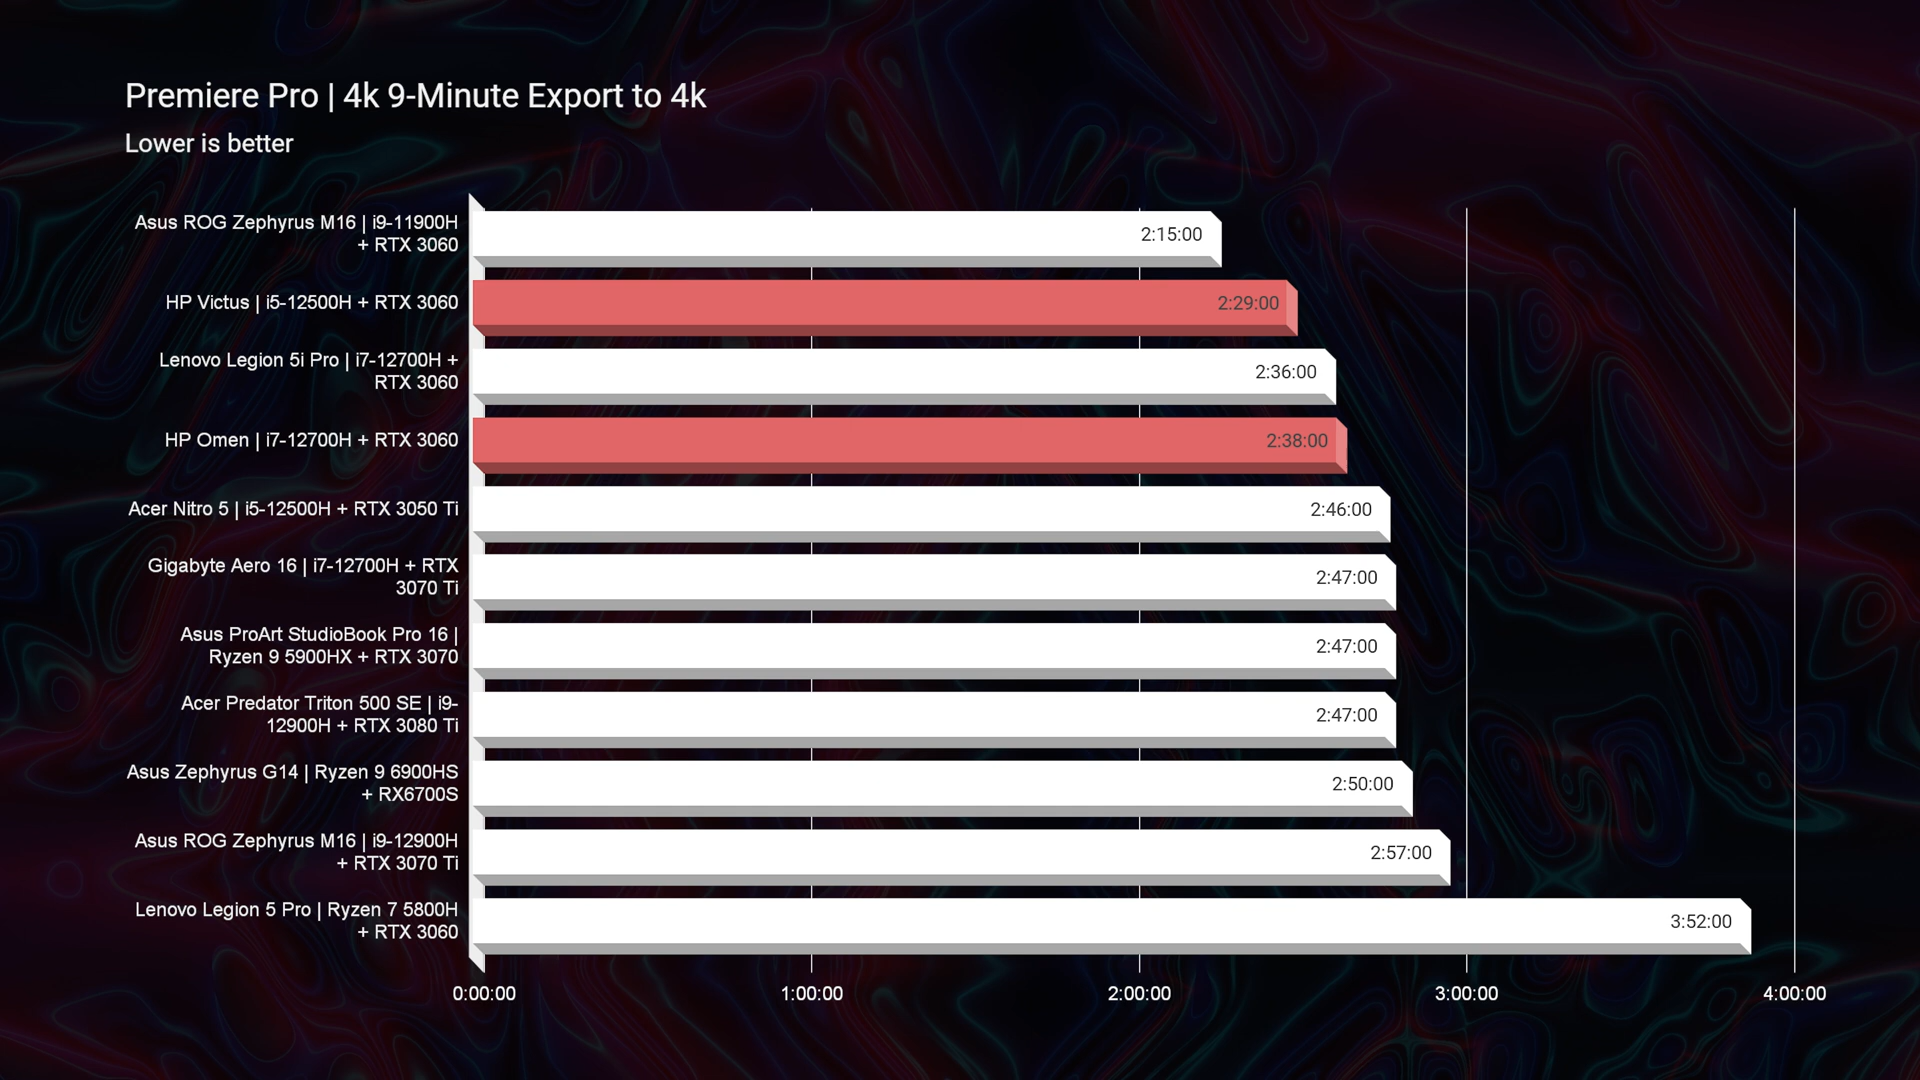 Premiere Pro | 4k 9-Minute Export to 4k
Lower is better
Asus ROG Zephyrus M16 | i9-11900H
+ RTX 3060
2:15:00
HP Victus | i5-12500H + RTX 3060
2:29:00
Lenovo Legion 5i Pro | i7-12700H +
RTX 3060
2:36:00
HP Omen | i7-12700H + RTX 3060
2:38:00
Acer Nitro 5 | i5-12500H + RTX 3050 Ti
2:46:00
Gigabyte Aero 16 | i7-12700H + RTX
3070 Ti
2:47:00
Asus ProArt StudioBook Pro 16 |
Ryzen 9 5900HX + RTX 3070
2:47:00
Acer Predator Triton 500 SE | i9-
12900H + RTX 3080 Ti
2:47:00
Asus Zephyrus G14 | Ryzen 9 6900HS
+ RX6700S
2:50:00
Asus ROG Zephyrus M16 | i9-12900H
+ RTX 3070 Ti
2:57:00
Lenovo Legion 5 Pro | Ryzen 7 5800H
+ RTX 3060
3:52:00
0:00:00
1:00:00
2:00:00
3:00:00
4:00:00